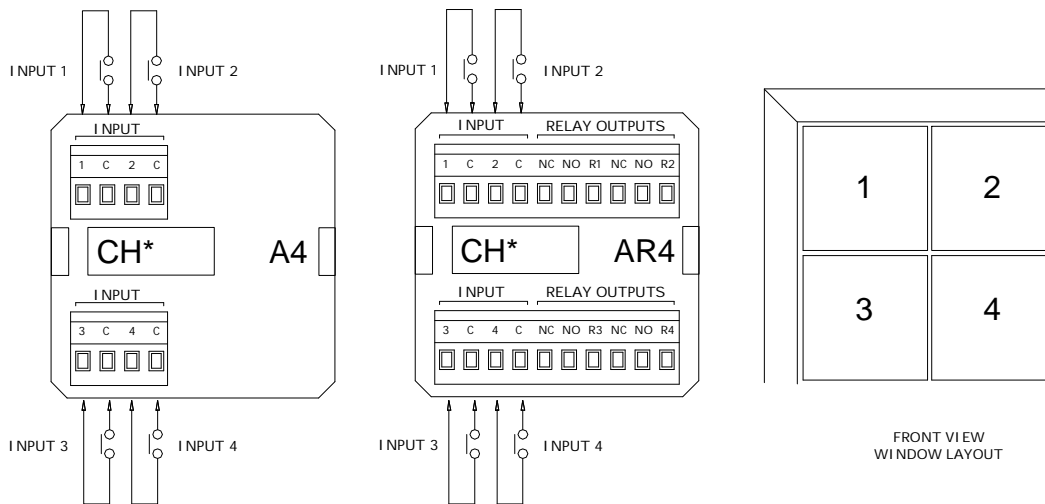 INPUT 1
INPUT 2
INPUT
1 C 2 C
CH*
A4
INPUT
3 C 4 C
INPUT 3
INPUT 4
INPUT 1
INPUT 2
INPUT RELAY OUTPUTS
1 C 2 C NC NO R1 NC NO R2
CH*
AR4
INPUT RELAY OUTPUTS
3 C 4 C NC NO R3 NC NO R4
INPUT 3
INPUT 4
1 2
3 4
FRONT VIEW
WINDOW LAYOUT